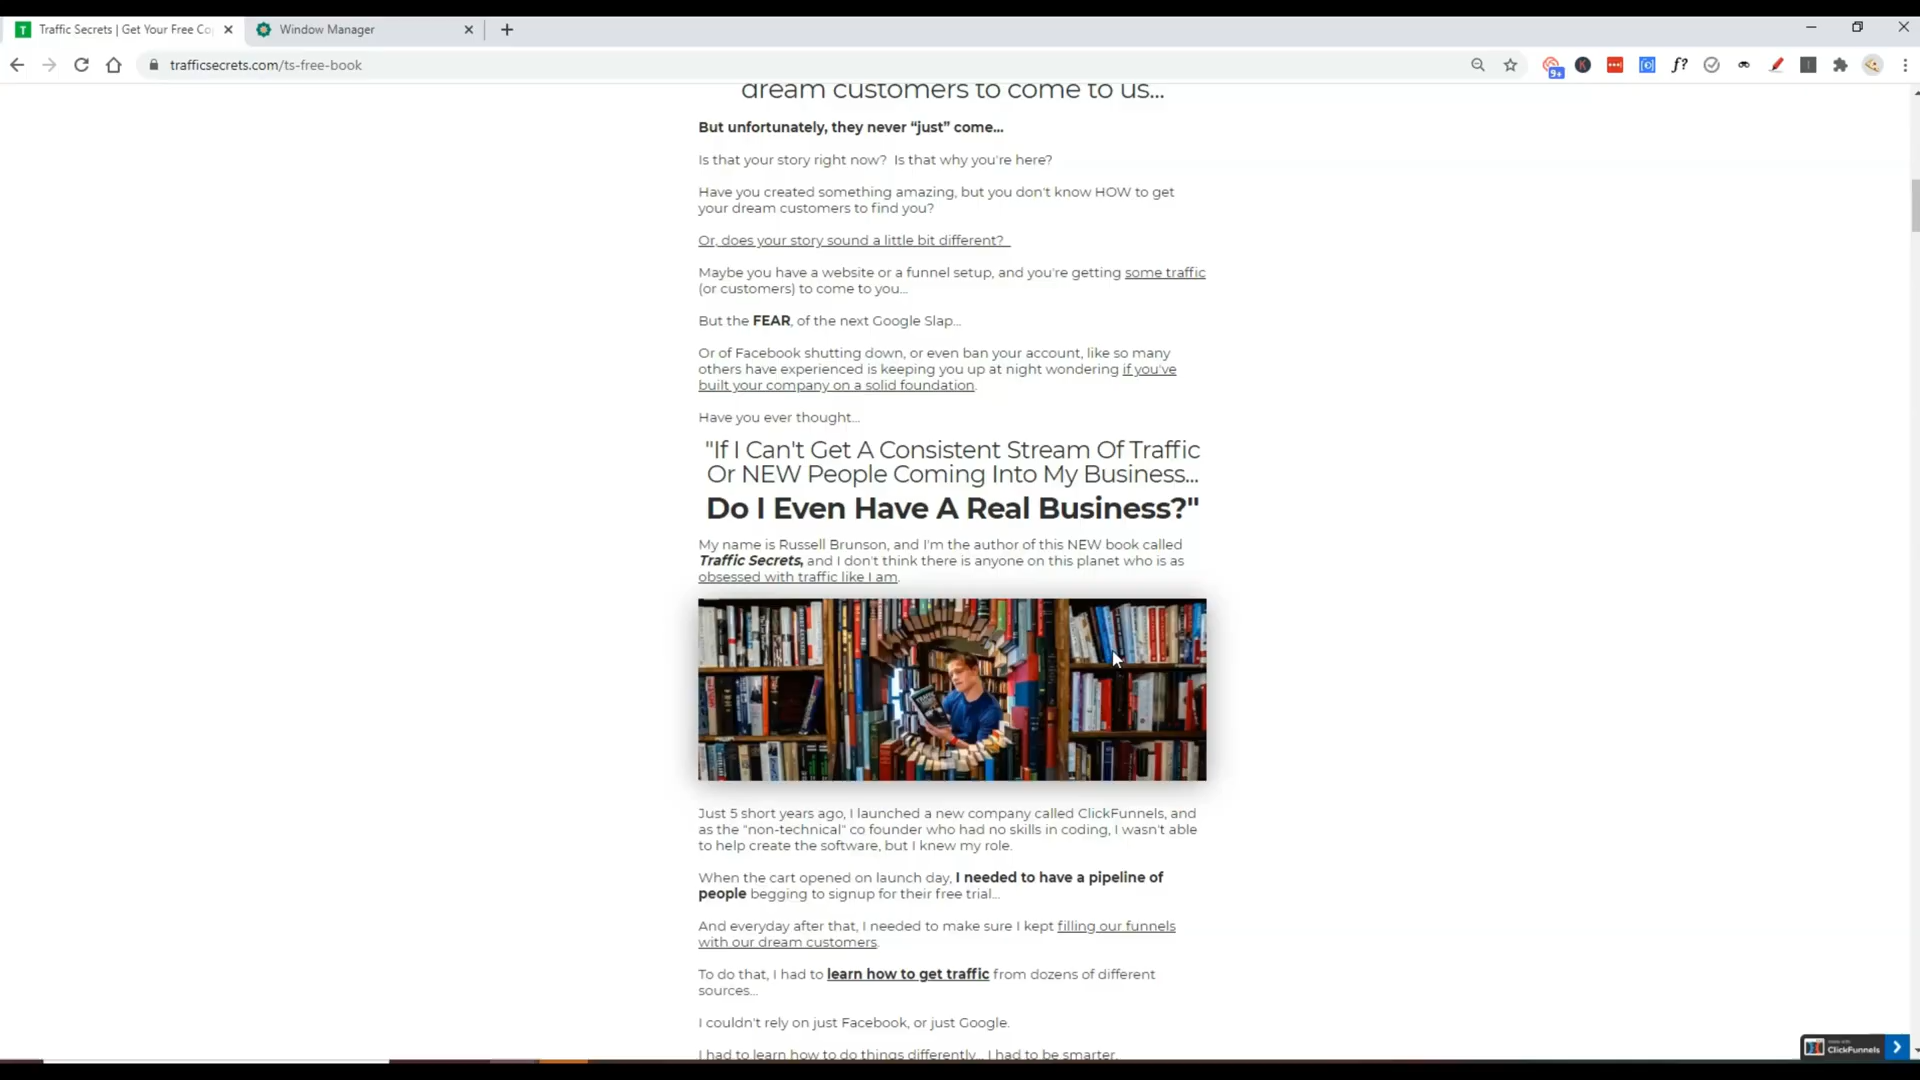 Traffic Secrets | Get Your Free Co
Window Manager
trafficsecrets.com/ts-free-book
9+
f?
dream customers to come to us...
But unfortunately, they never “just” come...
Is that your story right now?  Is that why you're here?
Have you created something amazing, but you don't know HOW to get
your dream customers to find you?
Or, does your story sound a little bit different?
Maybe you have a website or a funnel setup, and you're getting some traffic
(or customers) to come to you...
But the FEAR, of the next Google Slap...
Or of Facebook shutting down, or even ban your account, like so many
others have experienced is keeping you up at night wondering if you've
built your company on a solid foundation.
Have you ever thought...
"If I Can't Get A Consistent Stream Of Traffic
Or NEW People Coming Into My Business...
Do I Even Have A Real Business?"
My name is Russell Brunson, and I'm the author of this NEW book called
Traffic Secrets, and I don't think there is anyone on this planet who is as
obsessed with traffic like I am.
Just 5 short years ago, I launched a new company called ClickFunnels, and
as the "non-technical" co founder who had no skills in coding, I wasn't able
to help create the software, but I knew my role.
When the cart opened on launch day, I needed to have a pipeline of
people begging to signup for their free trial...
And everyday after that, I needed to make sure I kept filling our funnels
with our dream customers.
To do that, I had to learn how to get traffic from dozens of different
sources...
I couldn't rely on just Facebook, or just Google.
I had to learn how to do things differently... I had to be smarter.
ClickFunnels